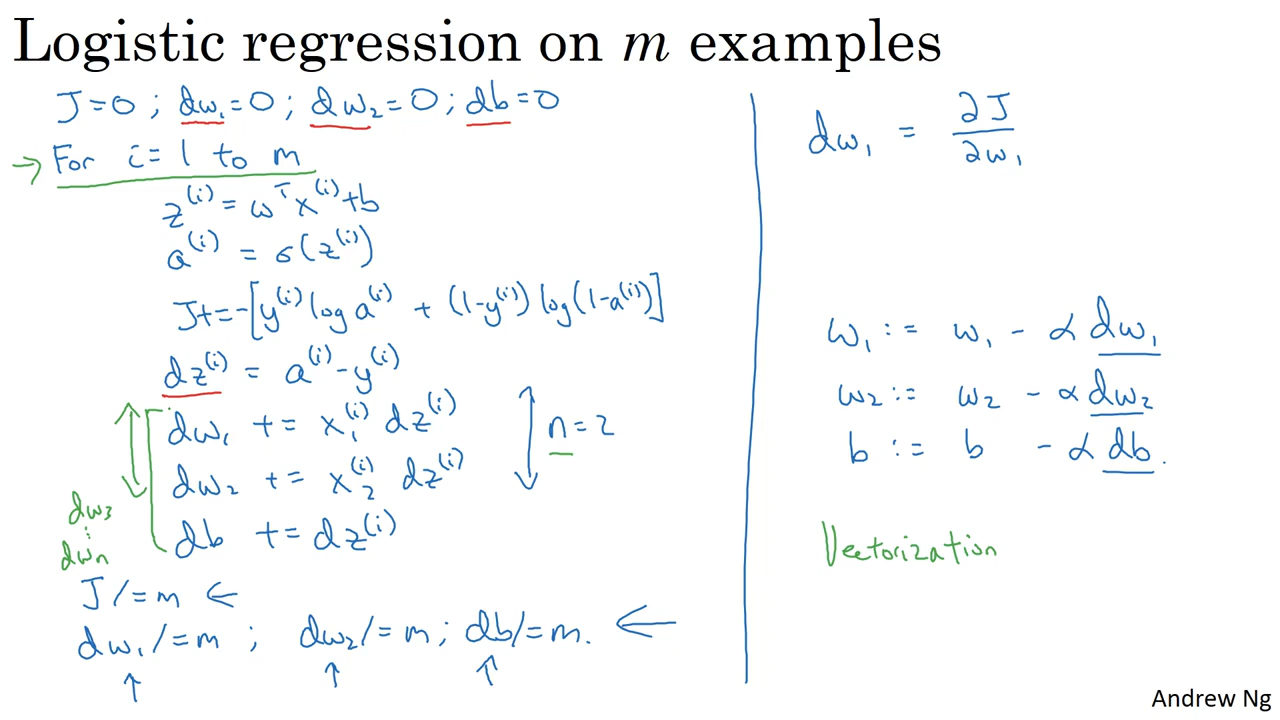 Logistic regression on m examples
J=0 ; dw₁=0 ; dw₂=0 ; db=0
→ For i= 1 to m
z⁽ⁱ⁾ = ωᵀx⁽ⁱ⁾+b
a⁽ⁱ⁾ = σ(z⁽ⁱ⁾)
J+=-[y⁽ⁱ⁾ log a⁽ⁱ⁾ + (1-y⁽ⁱ⁾) log(1-a⁽ⁱ⁾)]
dz⁽ⁱ⁾ = a⁽ⁱ⁾-y⁽ⁱ⁾
dw₁ += x₁⁽ⁱ⁾ dz⁽ⁱ⁾
dw₂ += x₂⁽ⁱ⁾ dz⁽ⁱ⁾
n=2
db += dz⁽ⁱ⁾
dw₃
⋮
dwₙ
J /=m ←
dw₁/=m ; dw₂/=m; db/=m. ←
↑ ↑ ↑
dw₁ = ∂J/∂w₁
w₁ := w₁ - α dw₁
w₂ := w₂ - α dw₂
b := b - α db.
Vectorization
Andrew Ng